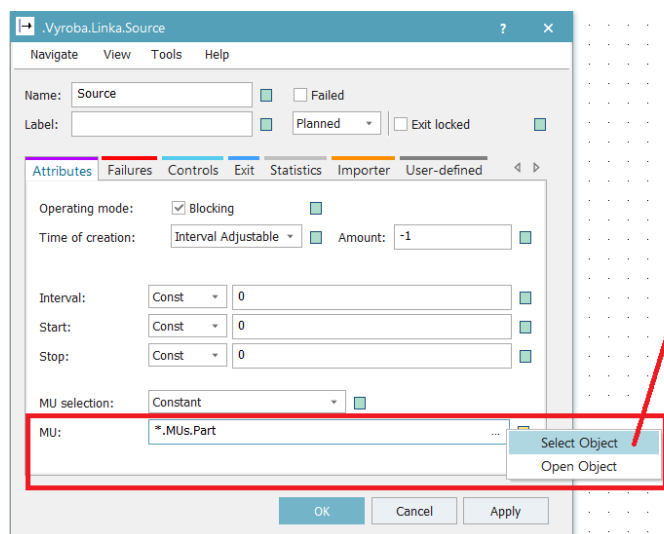 .Vyroba.Linka.Source ? ×
Navigate View Tools Help
Name: Source Failed
Label: Planned Exit locked
Attributes Failures Controls Exit Statistics Importer User-defined
Operating mode: Blocking
Time of creation: Interval Adjustable Amount: -1
Interval: Const 0
Start: Const 0
Stop: Const 0
MU selection: Constant
MU: *.MUs.Part ...
Select Object
Open Object
OK Cancel Apply